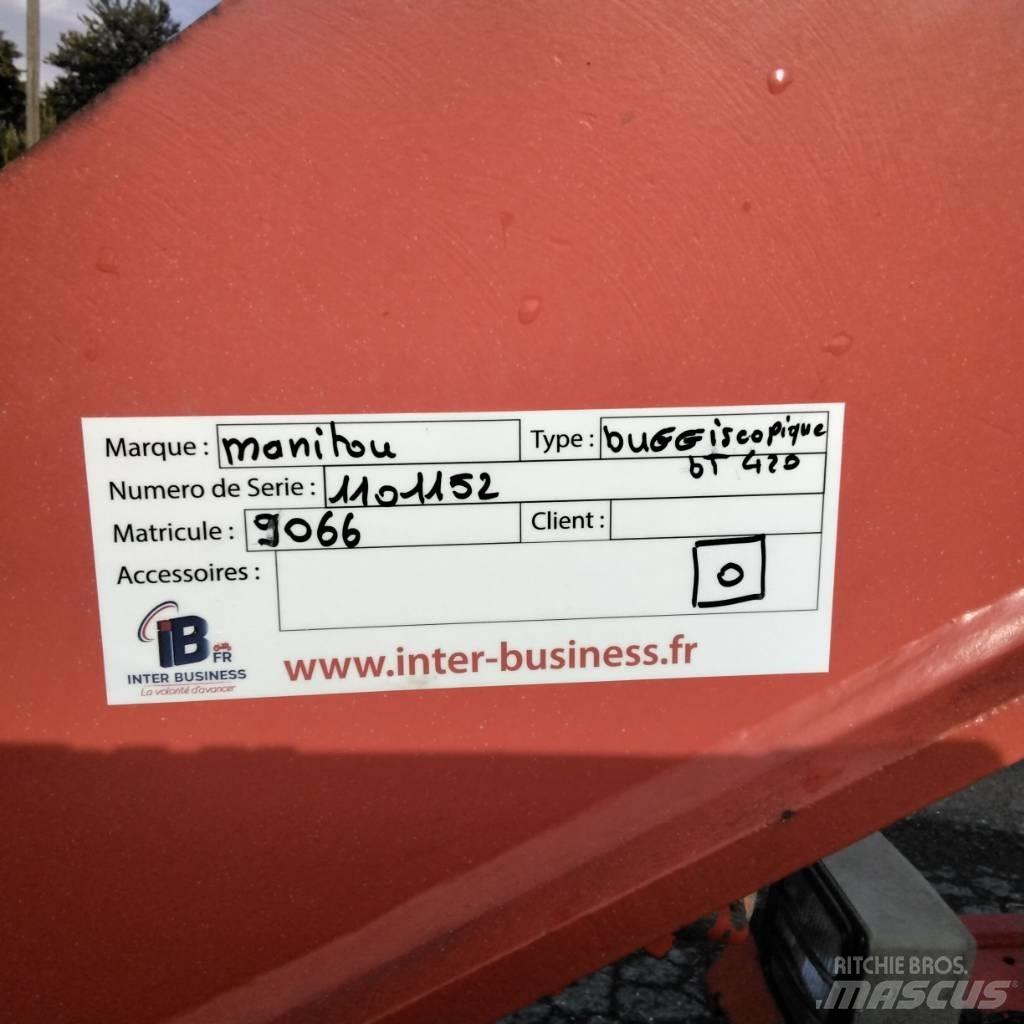 Marque : manitou Type : buGGiscopique
bT 420
Numero de Serie : 1101152
Matricule : 9066 Client :
Accessoires : O
iB
FR
INTER BUSINESS
La volonté d'avancer
www.inter-business.fr
RITCHIE BROS.
MASCUS